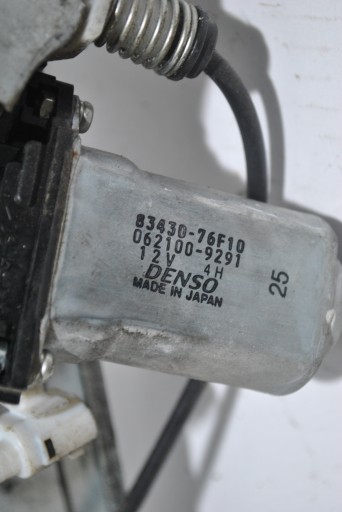 83430-76F10
062100-9291
12V 4H
DENSO
MADE IN JAPAN
25